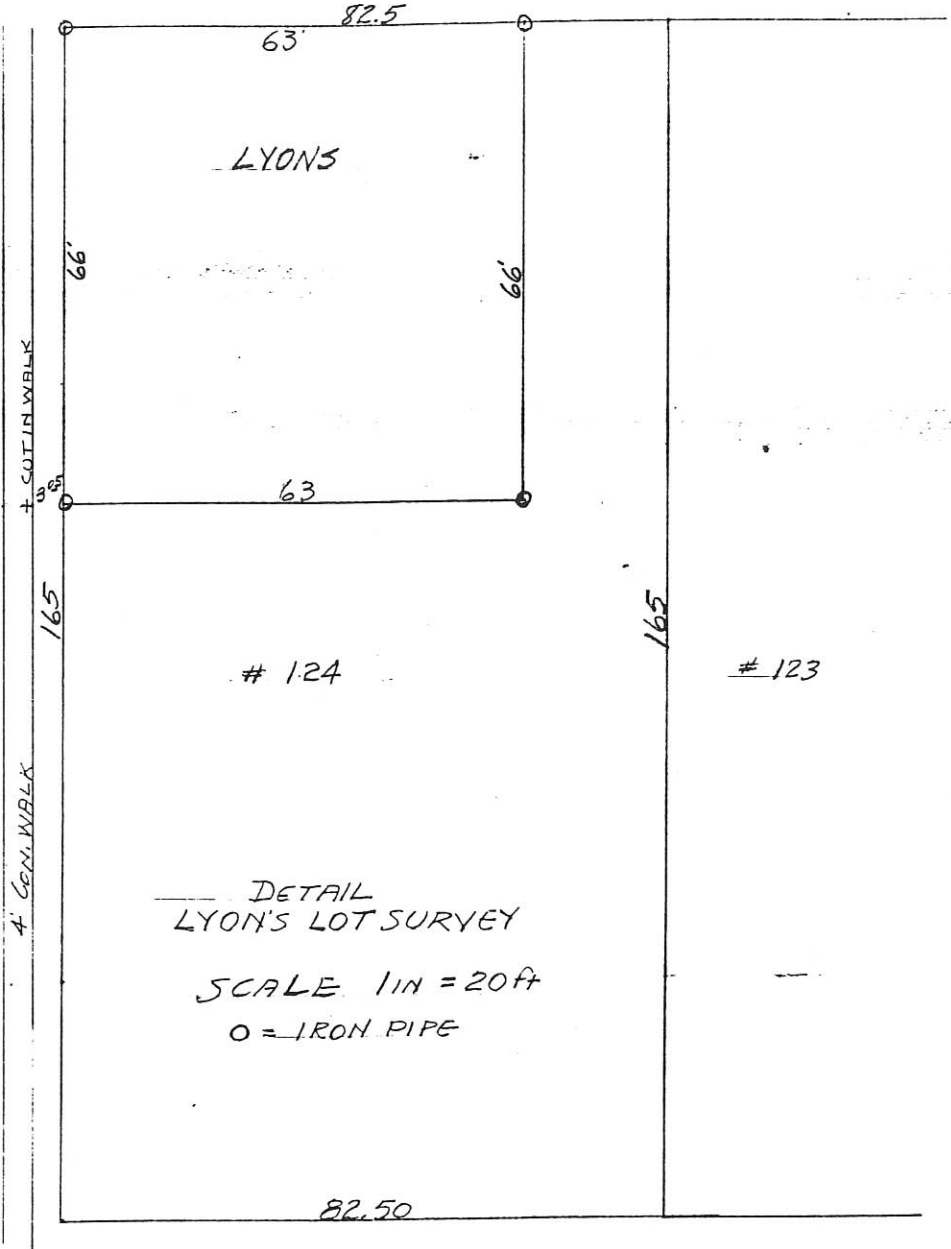 82.5
63'
LYONS
66'
66'
+ CUT IN WALK
63
165
165
# 124
# 123
4' CON. WALK
DETAIL
LYON'S LOT SURVEY
SCALE 1IN = 20ft
O = IRON PIPE
82.50